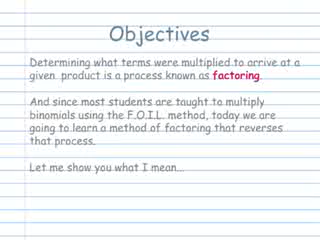 Objectives
Determining what terms were multiplied to arrive at a
given product is a process known as factoring.
And since most students are taught to multiply
binomials using the F.O.I.L. method, today we are
going to learn a method of factoring that reverses
that process.
Let me show you what I mean...